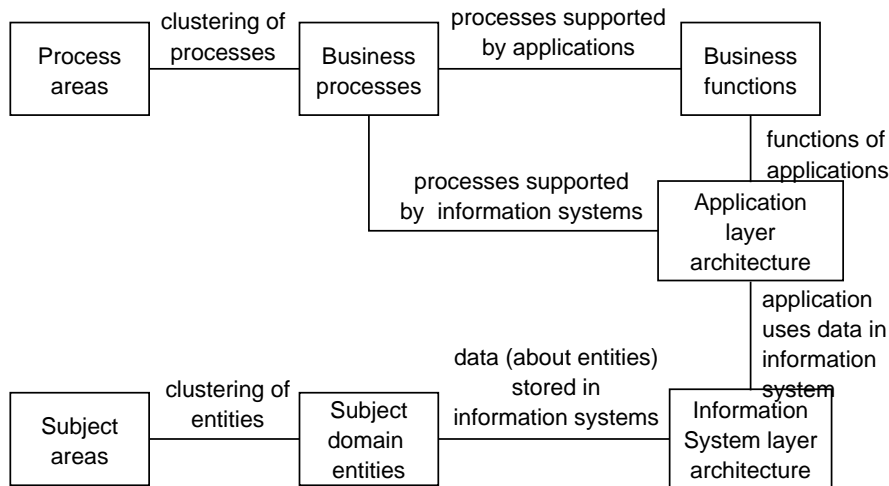 clustering of
processes
processes supported
by applications
Process
areas
Business
processes
Business
functions
functions of
applications
processes supported
by information systems
Application
layer
architecture
application
uses data in
information
system
data (about entities)
stored in
information systems
clustering of
entities
Subject
areas
Subject
domain
entities
Information
System layer
architecture